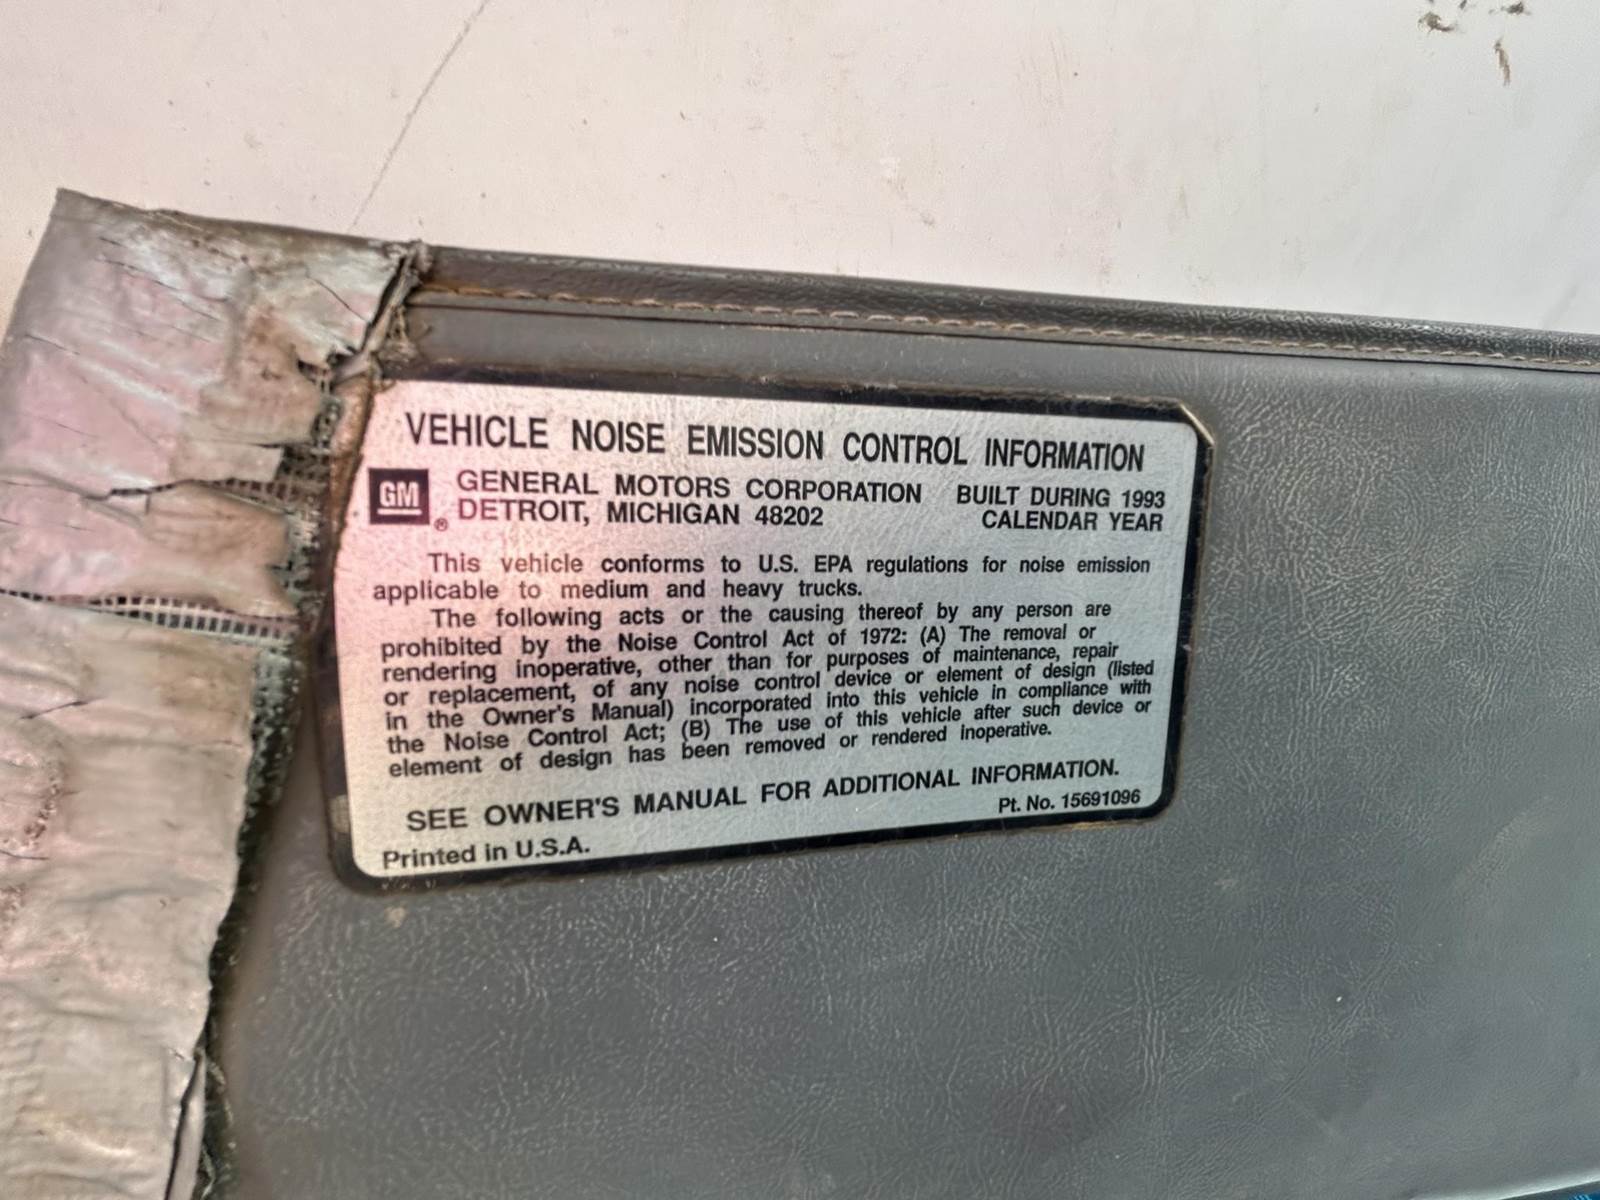 VEHICLE NOISE EMISSION CONTROL INFORMATION
GM ® GENERAL MOTORS CORPORATION BUILT DURING 1993
DETROIT, MICHIGAN 48202 CALENDAR YEAR
This vehicle conforms to U.S. EPA regulations for noise emission
applicable to medium and heavy trucks.
The following acts or the causing thereof by any person are
prohibited by the Noise Control Act of 1972: (A) The removal or
rendering inoperative, other than for purposes of maintenance, repair
or replacement, of any noise control device or element of design (listed
in the Owner's Manual) incorporated into this vehicle in compliance with
the Noise Control Act; (B) The use of this vehicle after such device or
element of design has been removed or rendered inoperative.
SEE OWNER'S MANUAL FOR ADDITIONAL INFORMATION.
Pt. No. 15691096
Printed in U.S.A.